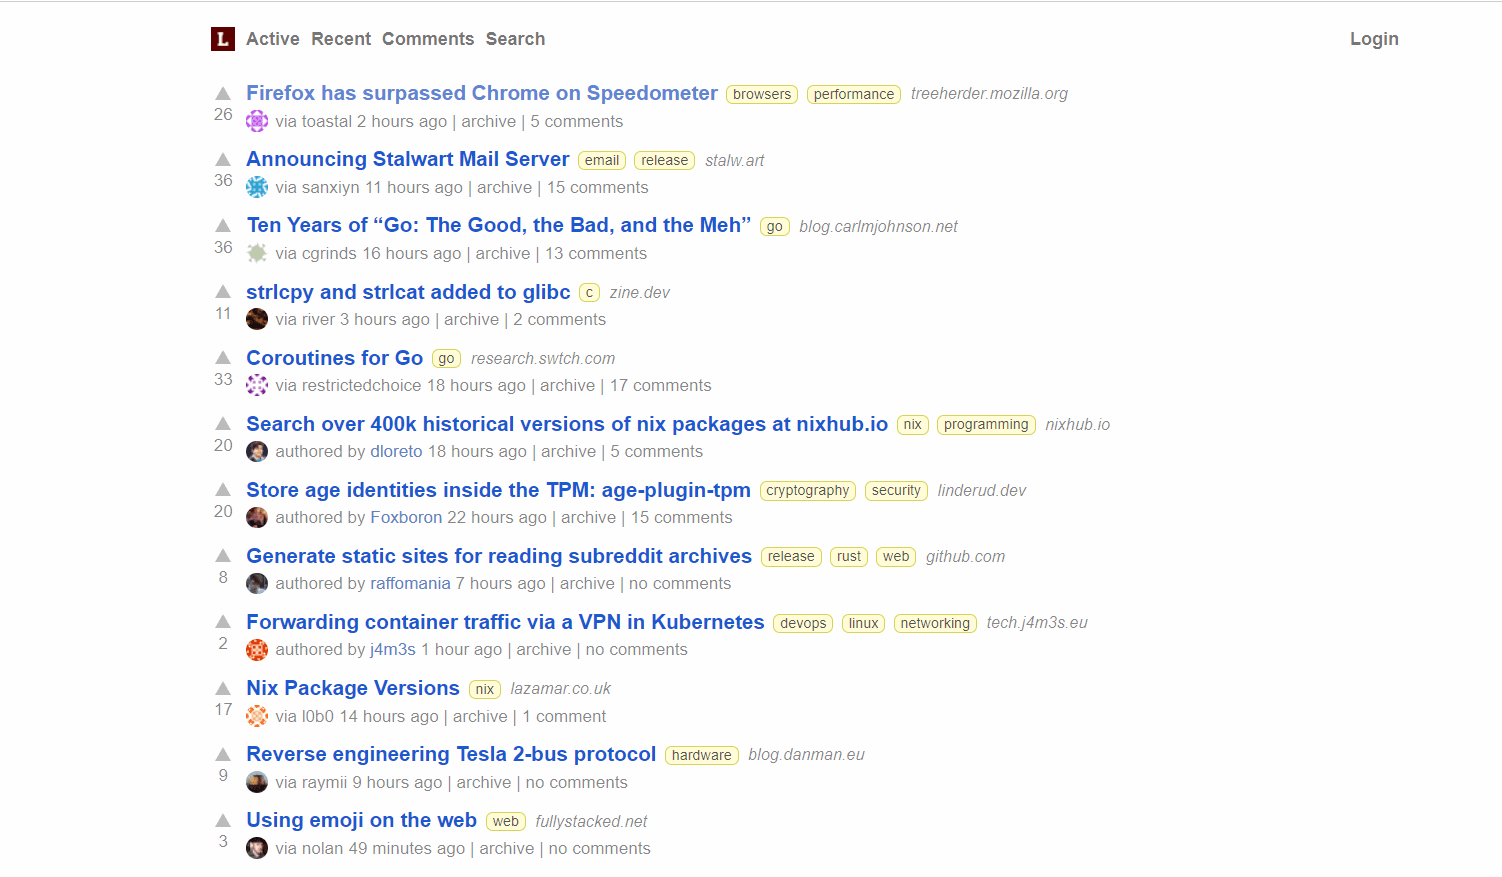 L Active Recent Comments Search Login
Firefox has surpassed Chrome on Speedometer browsers performance treeherder.mozilla.org
26 via toastal 2 hours ago | archive | 5 comments
Announcing Stalwart Mail Server email release stalw.art
36 via sanxiyn 11 hours ago | archive | 15 comments
Ten Years of “Go: The Good, the Bad, and the Meh” go blog.carlmjohnson.net
36 via cgrinds 16 hours ago | archive | 13 comments
strlcpy and strlcat added to glibc c zine.dev
11 via river 3 hours ago | archive | 2 comments
Coroutines for Go go research.swtch.com
33 via restrictedchoice 18 hours ago | archive | 17 comments
Search over 400k historical versions of nix packages at nixhub.io nix programming nixhub.io
20 authored by dloreto 18 hours ago | archive | 5 comments
Store age identities inside the TPM: age-plugin-tpm cryptography security linderud.dev
20 authored by Foxboron 22 hours ago | archive | 15 comments
Generate static sites for reading subreddit archives release rust web github.com
8 authored by raffomania 7 hours ago | archive | no comments
Forwarding container traffic via a VPN in Kubernetes devops linux networking tech.j4m3s.eu
2 authored by j4m3s 1 hour ago | archive | no comments
Nix Package Versions nix lazamar.co.uk
17 via l0b0 14 hours ago | archive | 1 comment
Reverse engineering Tesla 2-bus protocol hardware blog.danman.eu
9 via raymii 9 hours ago | archive | no comments
Using emoji on the web web fullystacked.net
3 via nolan 49 minutes ago | archive | no comments